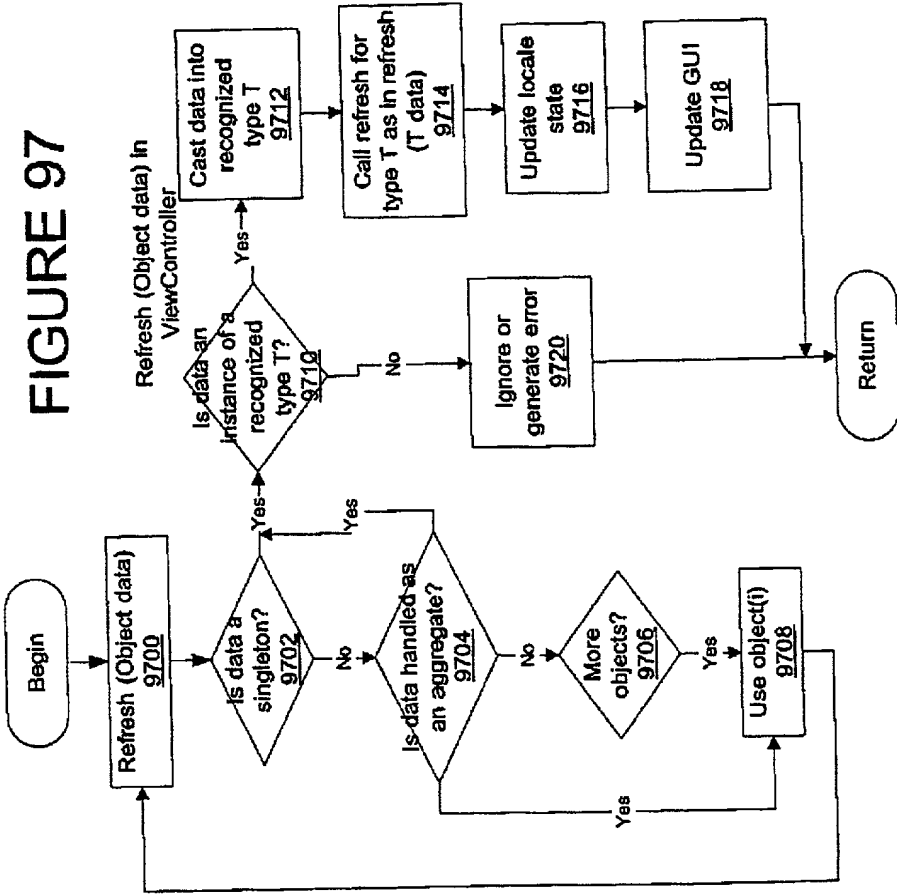 FIGURE 97
Begin
Refresh (Object data)
9700
Is data a
singleton?
9702
Yes
No
Is data handled as
an aggregate?
9704
Yes
No
Yes
More
objects?
9706
Yes
Use object(i)
9708
Refresh (Object data) in
ViewController
Is data an
instance of a
recognized
type T?
9710
Yes
No
Cast data into
recognized
type T
9712
Call refresh for
type T as in refresh
(T data)
9714
Update locale
state
9716
Update GUI
9718
Ignore or
generate error
9720
Return